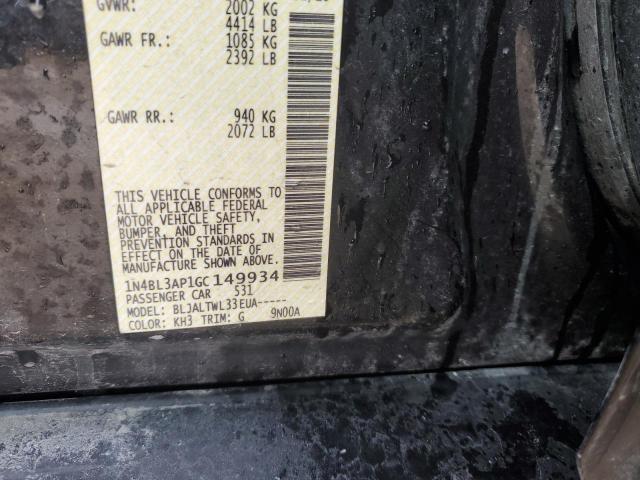 GVWR: 2002 KG
4414 LB
GAWR FR.: 1085 KG
2392 LB
GAWR RR.: 940 KG
2072 LB
THIS VEHICLE CONFORMS TO
ALL APPLICABLE FEDERAL
MOTOR VEHICLE SAFETY,
BUMPER, AND THEFT
PREVENTION STANDARDS IN
EFFECT ON THE DATE OF
MANUFACTURE SHOWN ABOVE.
1N4BL3AP1GC149934
PASSENGER CAR 531
MODEL: BLJALTWL33EUA-----
COLOR: KH3 TRIM: G 9N00A